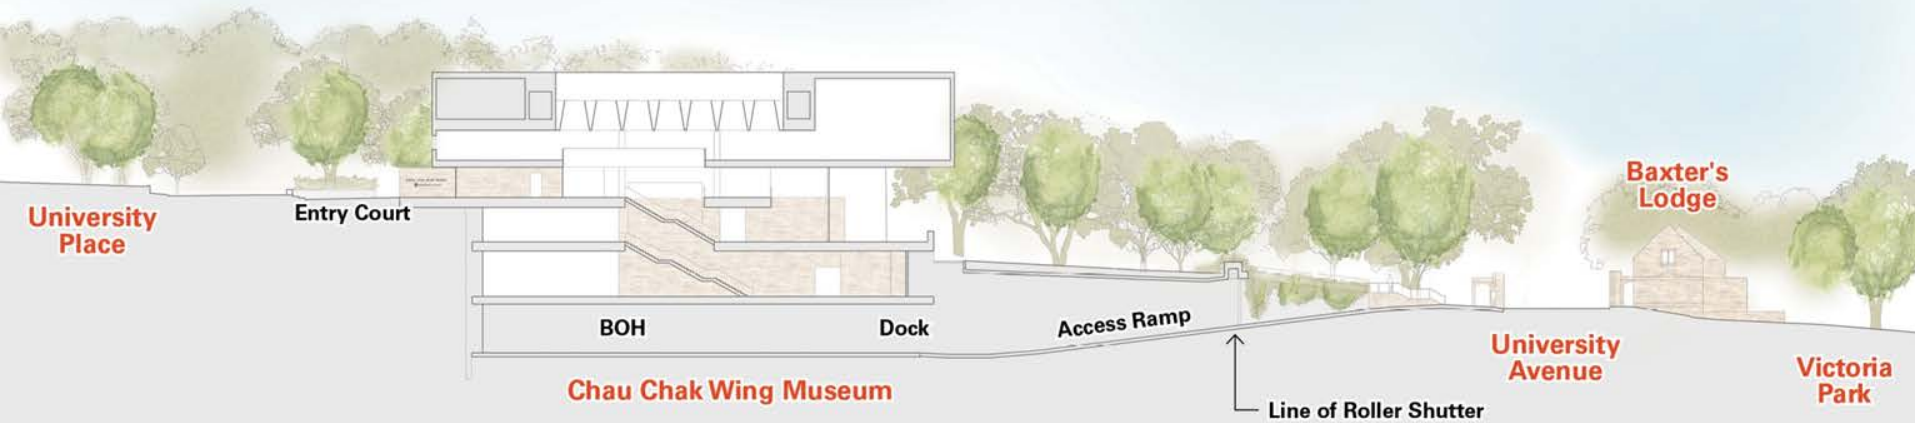 University
Place
Entry Court
BOH
Dock
Access Ramp
Chau Chak Wing Museum
Line of Roller Shutter
University
Avenue
Baxter's
Lodge
Victoria
Park